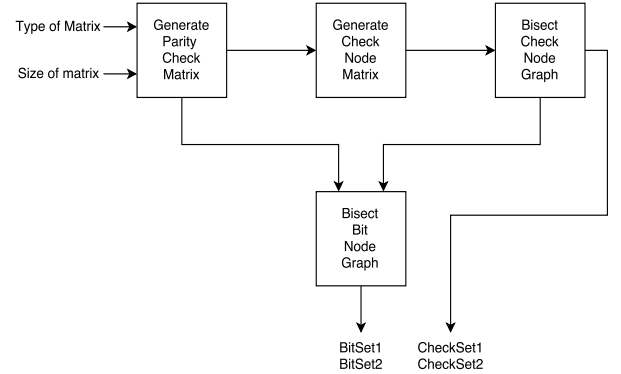 Type of Matrix
Size of matrix
Generate
Parity
Check
Matrix
Generate
Check
Node
Matrix
Bisect
Check
Node
Graph
Bisect
Bit
Node
Graph
BitSet1
BitSet2
CheckSet1
CheckSet2